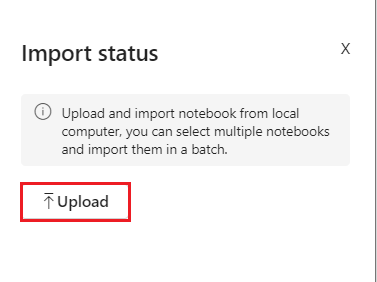 Import status
X
Upload and import notebook from local
computer, you can select multiple notebooks
and import them in a batch.
Upload